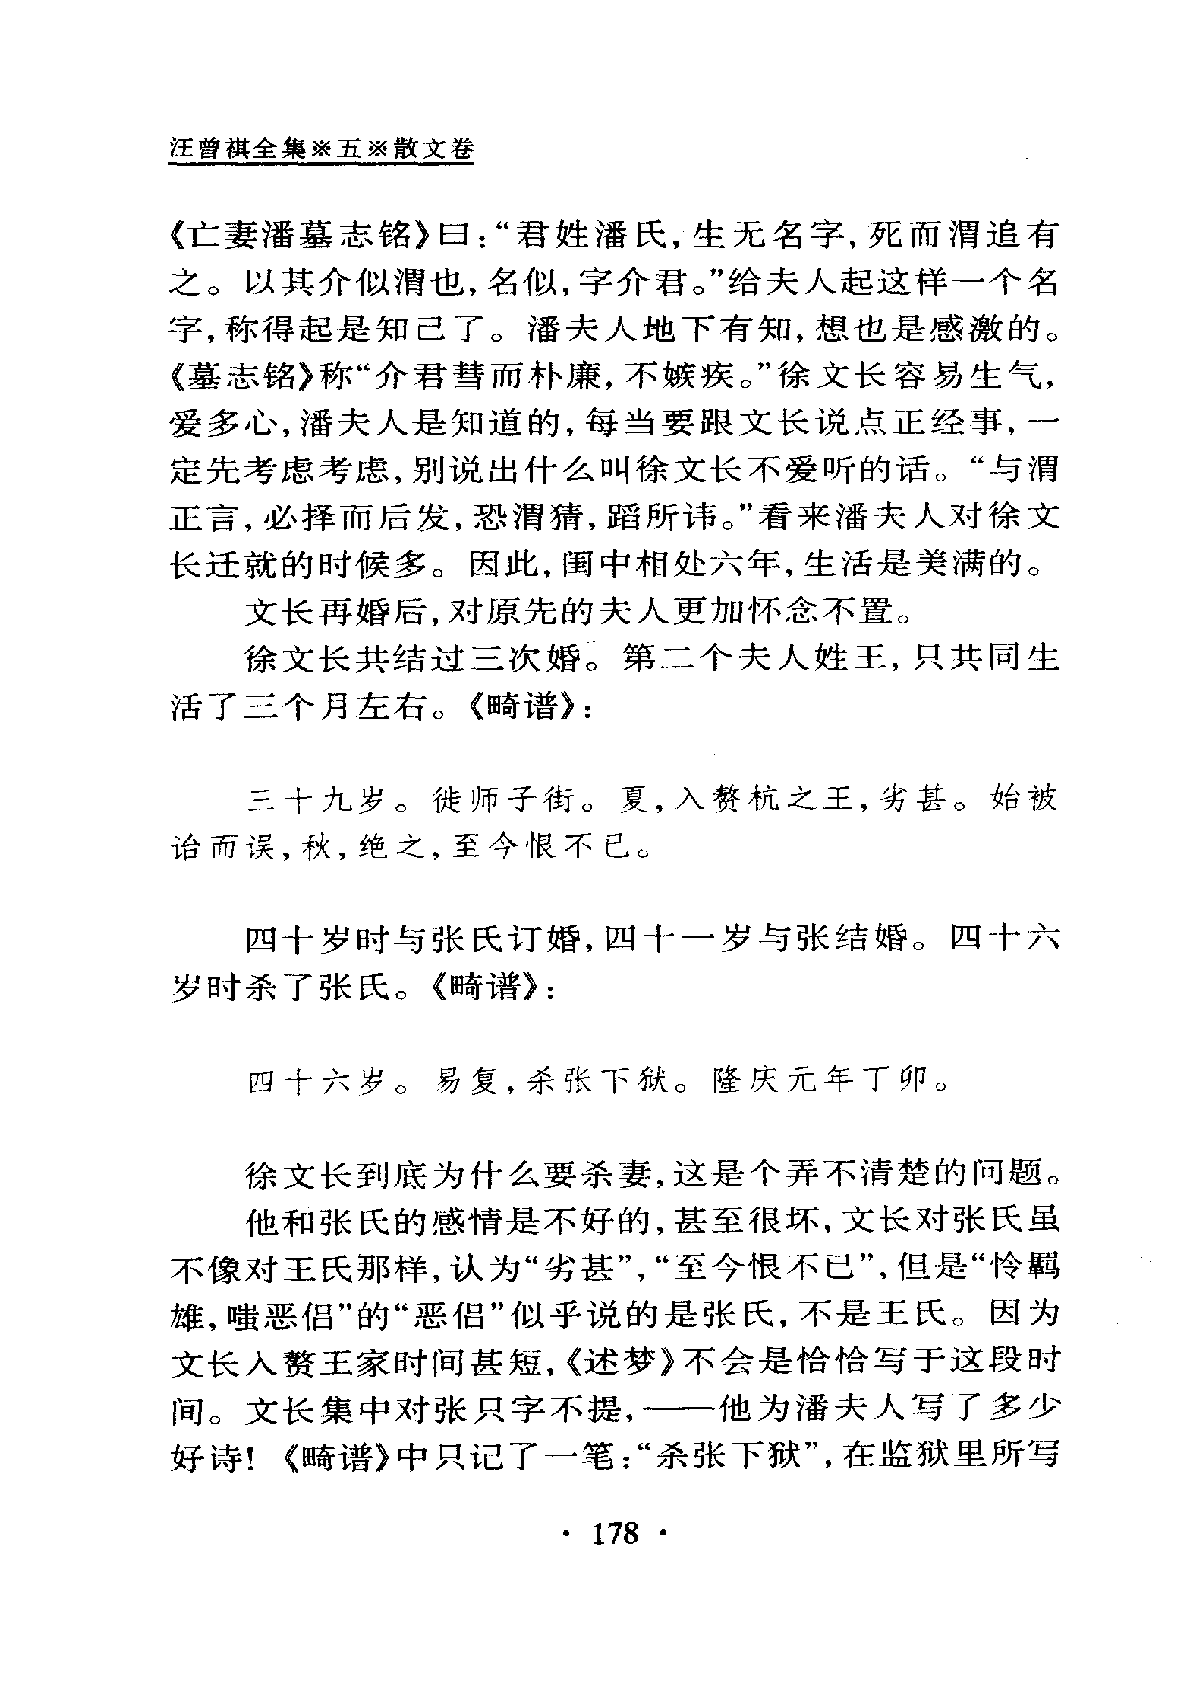 汪曾祺全集※五※散文卷
《亡妻潘墓志铭》曰：“君姓潘氏，生无名字，死而渭追有
之。以其介似渭也，名似，字介君。”给夫人起这样一个名
字，称得起是知己了。潘夫人地下有知，想也是感激的。
《墓志铭》称“介君彗而朴廉，不嫉疾。”徐文长容易生气，
爱多心，潘夫人是知道的，每当要跟文长说点正经事，一
定先考虑考虑，别说出什么叫徐文长不爱听的话。“与渭
正言，必择而后发，恐渭猜，蹈所讳。”看来潘夫人对徐文
长迁就的时候多。因此，闺中相处六年，生活是美满的。
文长再婚后，对原先的夫人更加怀念不置。
徐文长共结过三次婚。第二个夫人姓王，只共同生
活了三个月左右。《畸谱》：
三十九岁。徙师子街。夏，入赘杭之王，劣甚。始被
诒而误，秋，绝之，至今恨不已。
四十岁时与张氏订婚，四十一岁与张结婚。四十六
岁时杀了张氏。《畸谱》：
四十六岁。易复，杀张下狱。隆庆元年丁卯。
徐文长到底为什么要杀妻，这是个弄不清楚的问题。
他和张氏的感情是不好的，甚至很坏，文长对张氏虽
不像对王氏那样，认为“劣甚”，“至今恨不已”，但是“怜羁
雄，嗤恶侣”的“恶侣”似乎说的是张氏，不是王氏。因为
文长入赘王家时间甚短，《述梦》不会是恰恰写于这段时
间。文长集中对张只字不提，——他为潘夫人写了多少
好诗！《畸谱》中只记了一笔：“杀张下狱”，在监狱里所写
· 178 ·